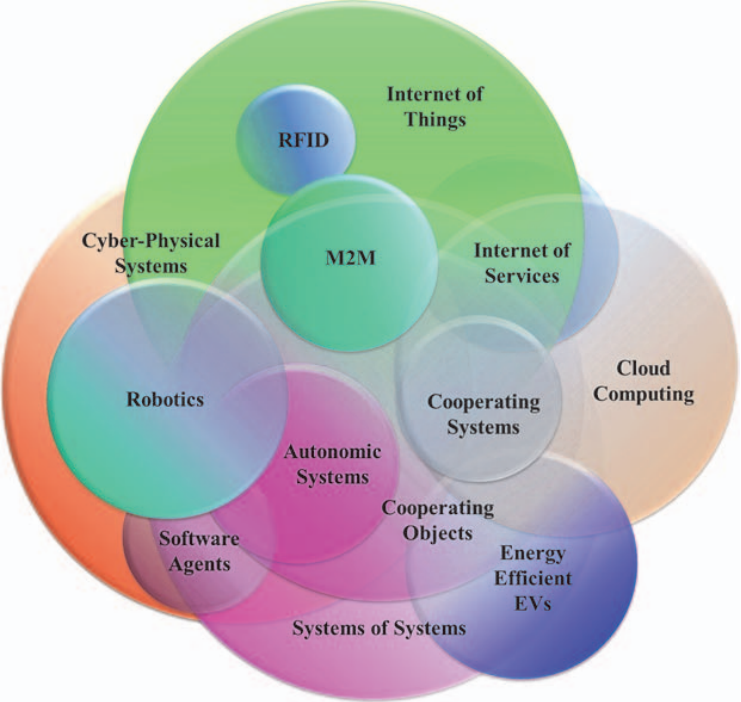 Internet of
Things
RFID
Cyber-Physical
Systems
M2M
Internet of
Services
Robotics
Cloud
Computing
Cooperating
Systems
Autonomic
Systems
Cooperating
Objects
Software
Agents
Energy
Efficient
EVs
Systems of Systems